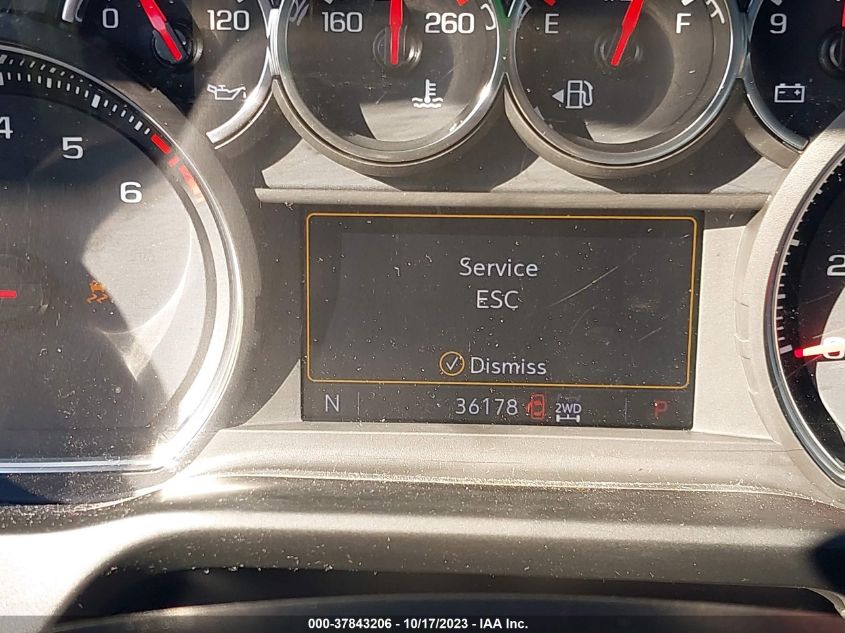 0 120 160 260 E F 9
4
5
6
2
Service
ESC
Dismiss
N 36178 2WD P
000-37843206 - 10/17/2023 - IAA Inc.